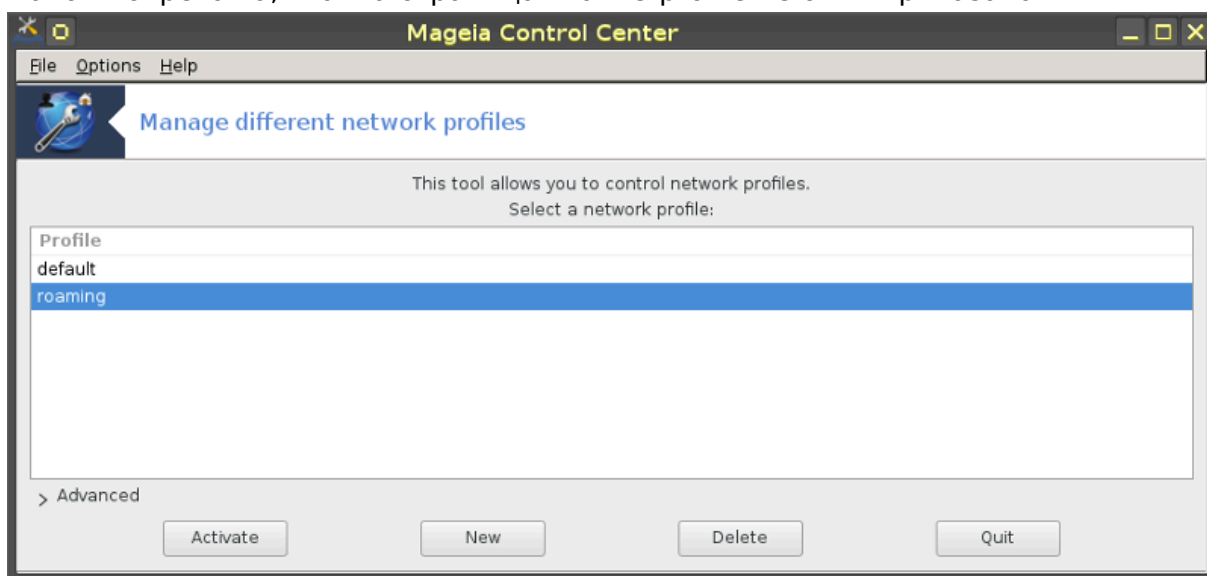 Mageia Control Center
File Options Help
Manage different network profiles
This tool allows you to control network profiles.
Select a network profile:
Profile
default
roaming
Advanced
Activate New Delete Quit